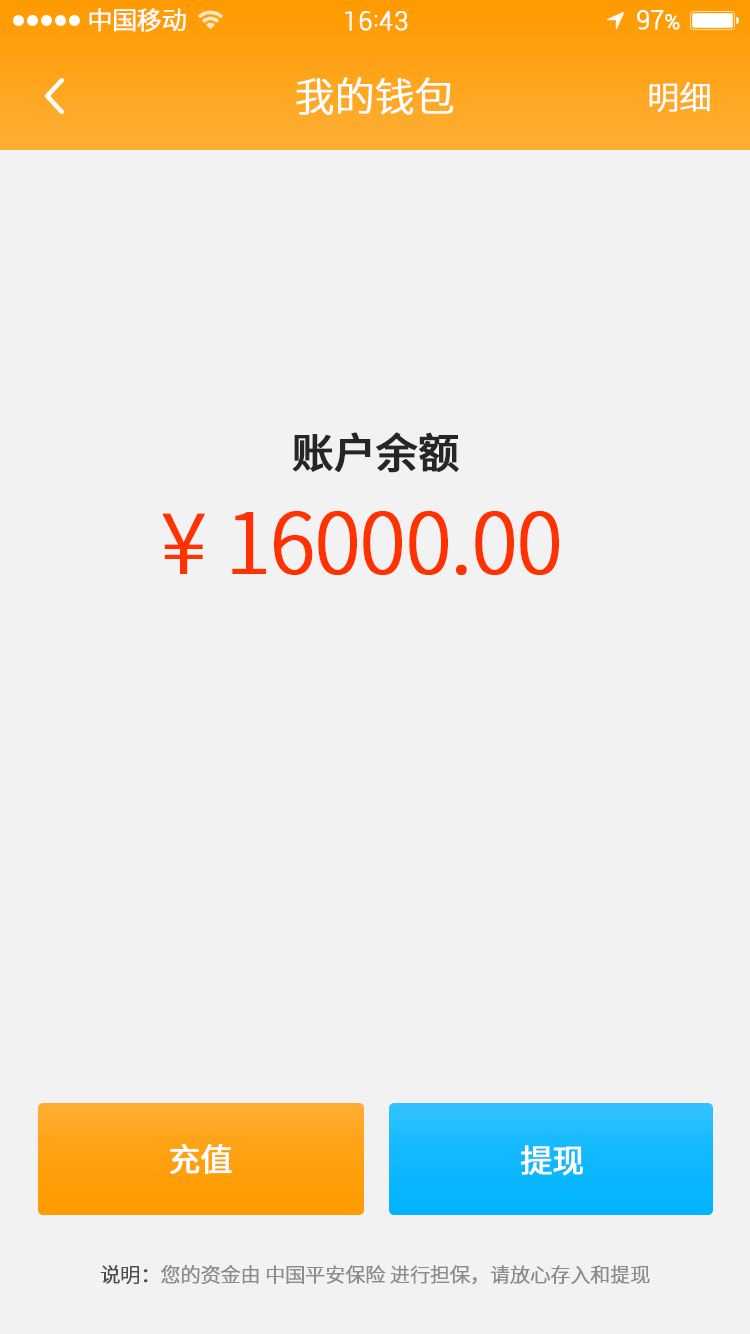 中国移动 16:43 97%
我的钱包 明细
账户余额
¥ 16000.00
充值 提现
说明：您的资金由 中国平安保险 进行担保，请放心存入和提现